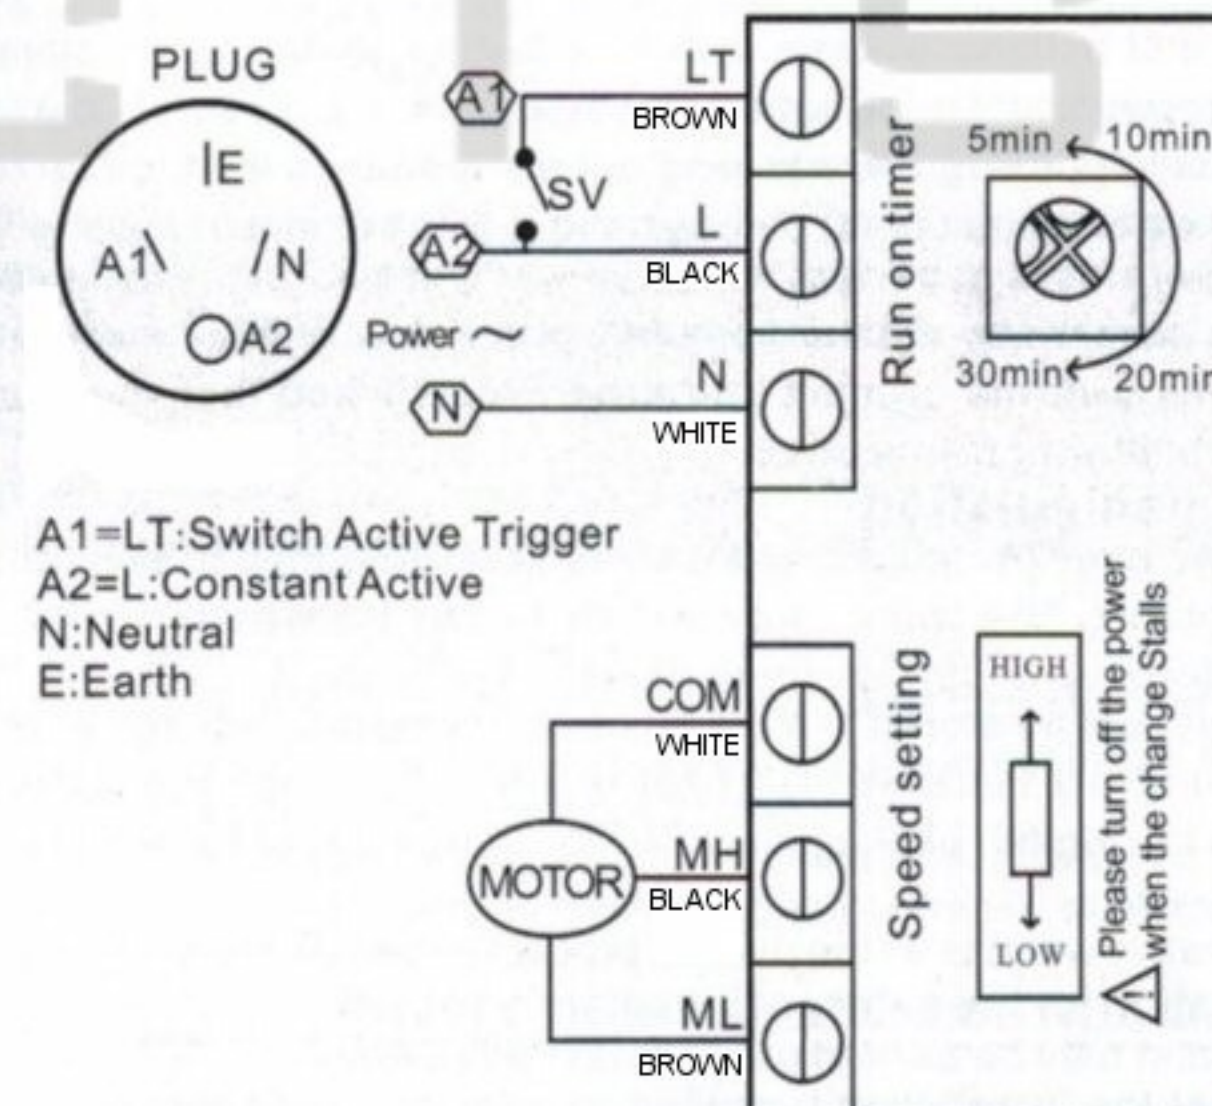 PLUG
E
A1
N
A2
A1
LT
BROWN
SV
A2
L
BLACK
Power ~
N
N
WHITE
Run on timer
5min
10min
30min
20min
A1=LT:Switch Active Trigger
A2=L:Constant Active
N:Neutral
E:Earth
COM
WHITE
MOTOR
MH
BLACK
ML
BROWN
Speed setting
HIGH
LOW
Please turn off the power
when the change Stalls